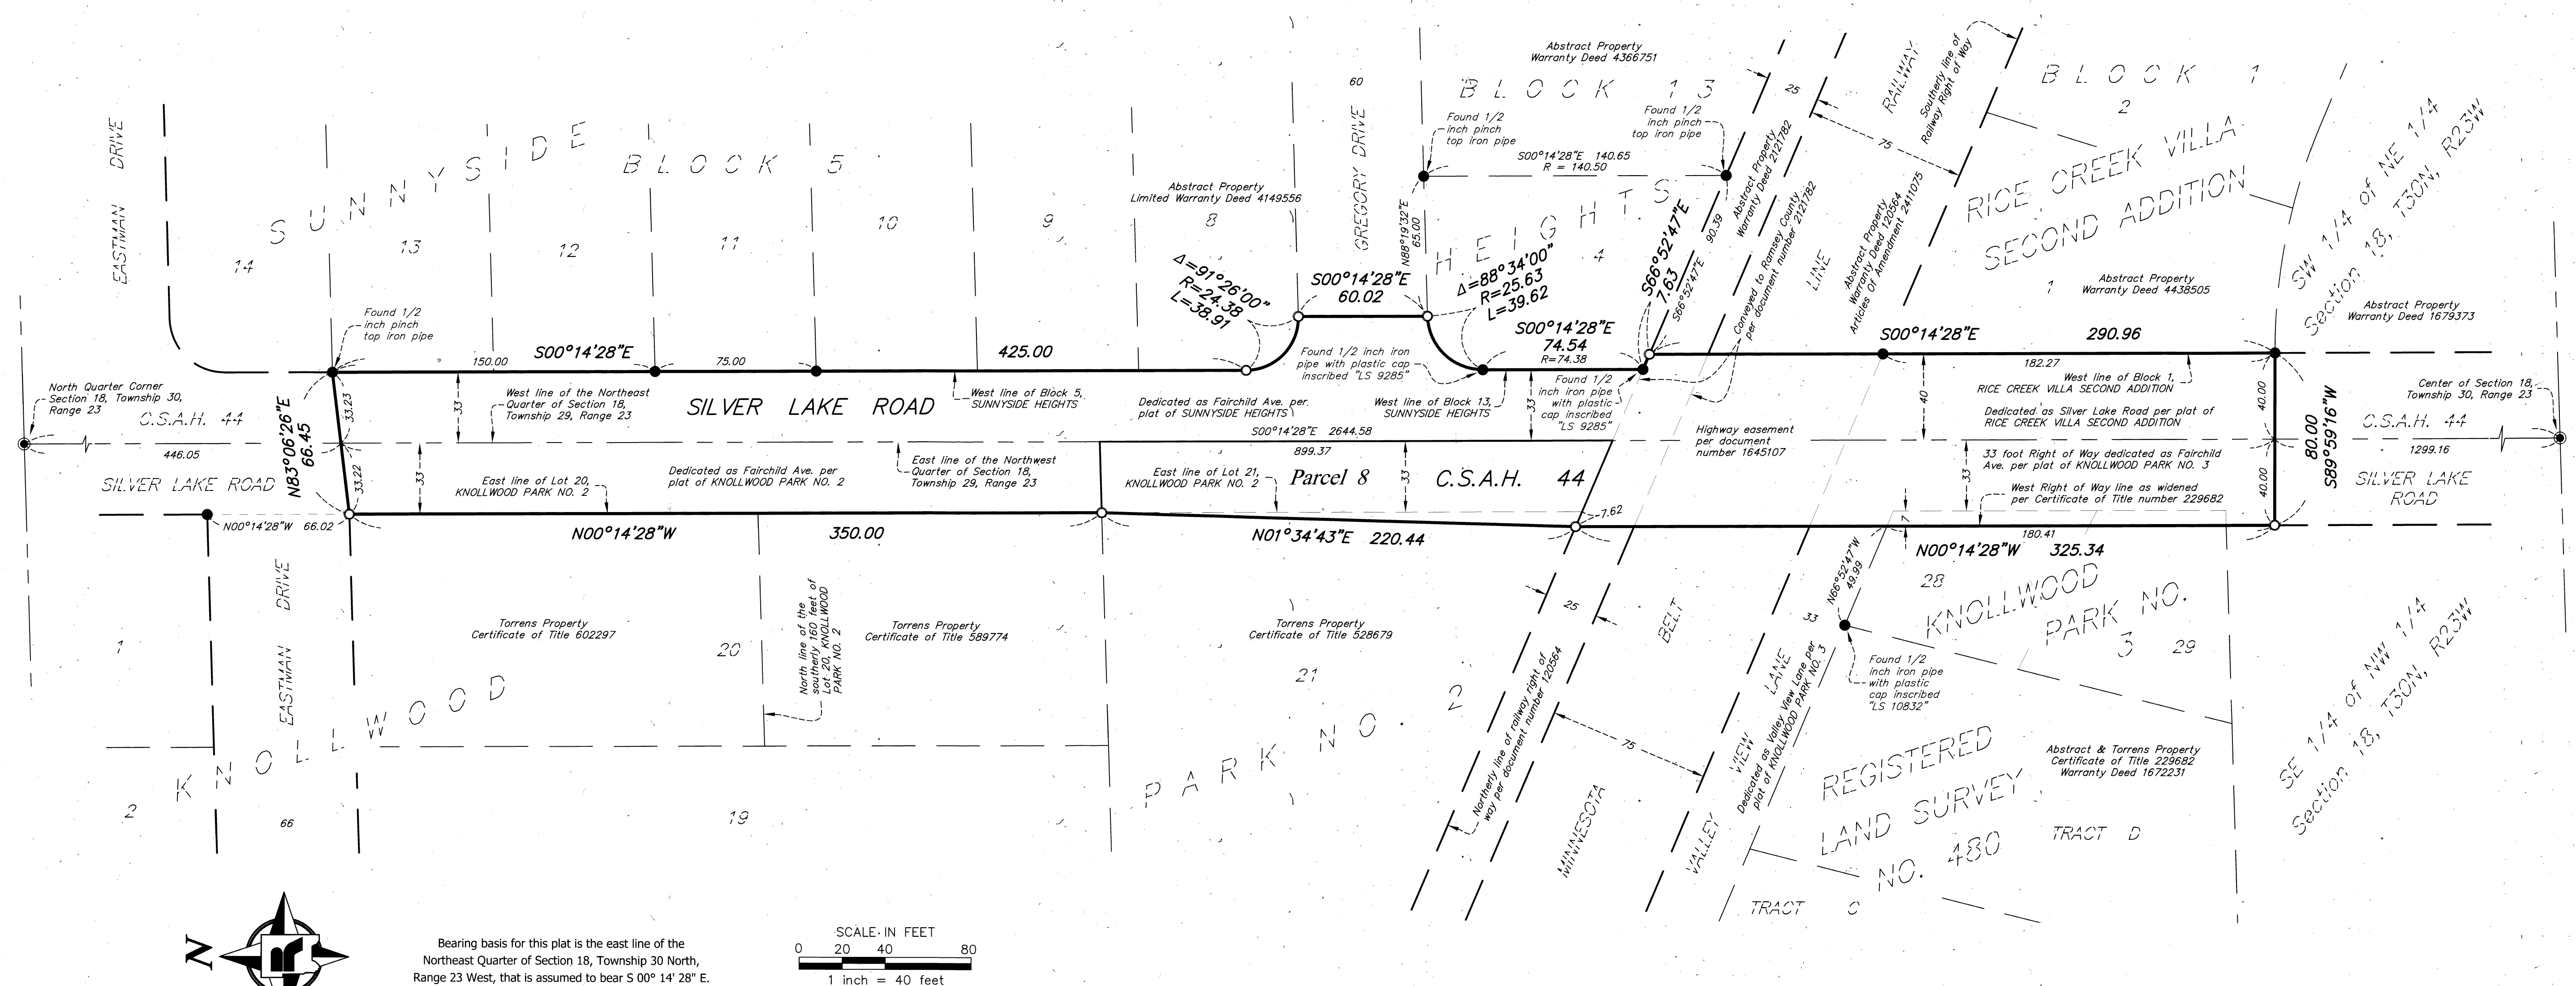 Abstract Property
Warranty Deed 4366751
BLOCK 13
60
GREGORY DRIVE
Found 1/2
inch pinch
top iron pipe
Found 1/2
inch pinch
top iron pipe
S00°14'28"E 140.65
R = 140.50
N88°19'32"E
65.00
25
RAILWAY
Southerly line of
Railway Right of Way
75
BLOCK 1
2
RICE CREEK VILLA
SECOND ADDITION
SW 1/4 of NE 1/4
Section 18, T30N, R23W
EASTMAN DRIVE
SUNNYSIDE
BLOCK 5
HEIGHTS
14
13
12
11
10
9
8
4
1
Abstract Property
Limited Warranty Deed 4149556
Abstract Property
Warranty Deed 2121782
Conveyed to Ramsey County
Warranty Deed 2121782
per document number 2121782
LINE
Abstract Property
Warranty Deed 120564
Articles Of Amendment 2411075
Abstract Property
Warranty Deed 4438505
Abstract Property
Warranty Deed 1679373
Δ=91°26'00"
R=24.38
L=38.91
S00°14'28"E
60.02
Δ=88°34'00"
R=25.63
L=39.62
S66°52'47"E
7.63
S66°52'47"E 90.39
Found 1/2
inch pinch
top iron pipe
S00°14'28"E
425.00
150.00
75.00
Found 1/2 inch iron
pipe with plastic cap
inscribed "LS 9285"
S00°14'28"E
74.54
R=74.38
Found 1/2
inch iron pipe
with plastic
cap inscribed
"LS 9285"
S00°14'28"E
290.96
182.27
North Quarter Corner
Section 18, Township 30,
Range 23
C.S.A.H. 44
446.05
SILVER LAKE ROAD
N83°06'26"E
66.45
33.23
33.22
33
West line of the Northeast
Quarter of Section 18,
Township 29, Range 23
SILVER LAKE ROAD
West line of Block 5,
SUNNYSIDE HEIGHTS
Dedicated as Fairchild Ave. per
plat of SUNNYSIDE HEIGHTS
West line of Block 13,
SUNNYSIDE HEIGHTS
33
West line of Block 1,
RICE CREEK VILLA SECOND ADDITION
40
Dedicated as Silver Lake Road per plat of
RICE CREEK VILLA SECOND ADDITION
40.00
40.00
80.00
S89°59'16"W
Center of Section 18,
Township 30, Range 23
C.S.A.H. 44
1299.16
SILVER LAKE
ROAD
S00°14'28"E 2644.58
899.37
Highway easement
per document
number 1645107
33
East line of Lot 20,
KNOLLWOOD PARK NO. 2
Dedicated as Fairchild Ave. per
plat of KNOLLWOOD PARK NO. 2
East line of the Northwest
Quarter of Section 18,
Township 29, Range 23
East line of Lot 21,
KNOLLWOOD PARK NO. 2
Parcel 8
33
C.S.A.H. 44
7.62
33
33 foot Right of Way dedicated as Fairchild
Ave. per plat of KNOLLWOOD PARK NO. 3
West Right of Way line as widened
per Certificate of Title number 229682
7
N00°14'28"W 66.02
N00°14'28"W
350.00
N01°34'43"E 220.44
180.41
N00°14'28"W 325.34
N66°52'47"W
49.99
28
KNOLLWOOD
PARK NO.
3
29
SE 1/4 of NW 1/4
Section 18, T30N, R23W
EASTMAN DRIVE
1
2
66
Torrens Property
Certificate of Title 602297
20
North line of the
southerly 160 feet of
Lot 20, KNOLLWOOD
PARK NO. 2
Torrens Property
Certificate of Title 589774
Torrens Property
Certificate of Title 528679
21
19
KNOLLWOOD
PARK NO. 2
25
Northerly line of railway right of
way per document number 120564
75
MINNESOTA
BELT
VALLEY VIEW LANE
33
Dedicated as Valley View Lane per
plat of KNOLLWOOD PARK NO. 3
Found 1/2
inch iron pipe
with plastic
cap inscribed
"LS 10832"
REGISTERED
LAND SURVEY
NO. 480
Abstract & Torrens Property
Certificate of Title 229682
Warranty Deed 1672231
TRACT D
TRACT C
N
Bearing basis for this plat is the east line of the
Northeast Quarter of Section 18, Township 30 North,
Range 23 West, that is assumed to bear S 00° 14' 28" E.
SCALE IN FEET
0 20 40 80
1 inch = 40 feet